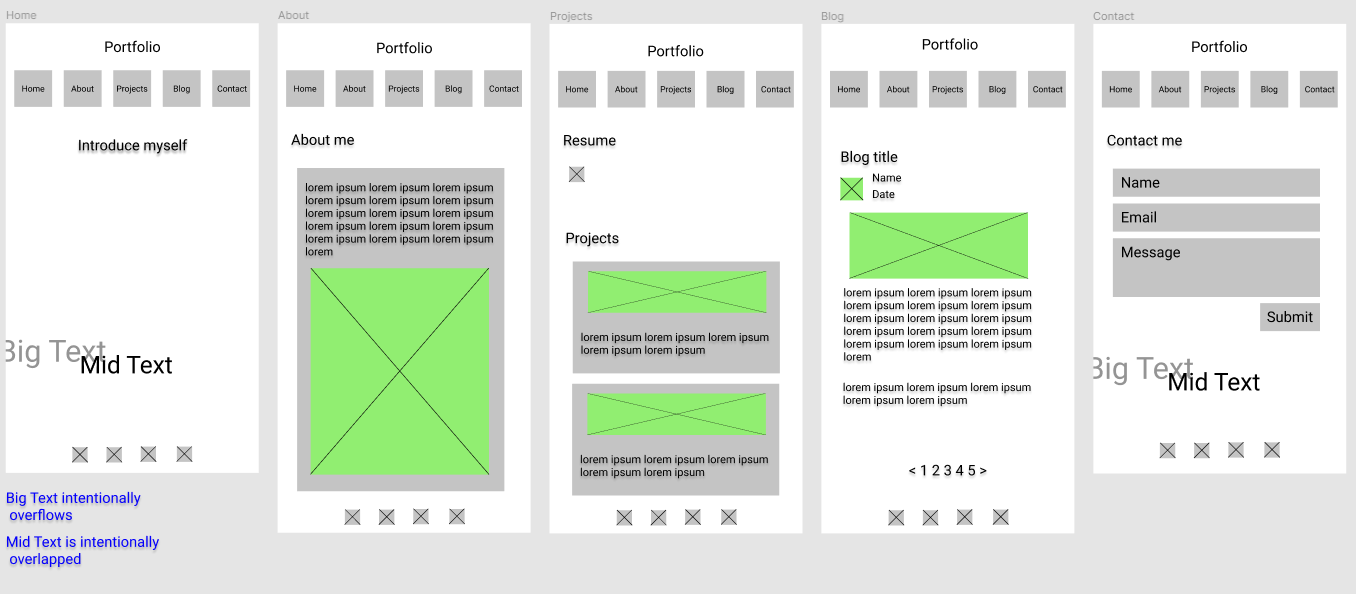 Home
Portfolio
Home
About
Projects
Blog
Contact
Introduce myself
Big Text
Mid Text
Big Text intentionally
overflows
Mid Text is intentionally
overlapped
About
Portfolio
Home
About
Projects
Blog
Contact
About me
lorem ipsum lorem ipsum lorem ipsum
lorem ipsum lorem ipsum lorem ipsum
lorem ipsum lorem ipsum lorem ipsum
lorem ipsum lorem ipsum lorem ipsum
lorem ipsum lorem ipsum lorem ipsum
lorem
Projects
Portfolio
Home
About
Projects
Blog
Contact
Resume
Projects
lorem ipsum lorem ipsum lorem ipsum
lorem ipsum lorem ipsum
lorem ipsum lorem ipsum lorem ipsum
lorem ipsum lorem ipsum
Blog
Portfolio
Home
About
Projects
Blog
Contact
Blog title
Name
Date
lorem ipsum lorem ipsum lorem ipsum
lorem ipsum lorem ipsum lorem ipsum
lorem ipsum lorem ipsum lorem ipsum
lorem ipsum lorem ipsum lorem ipsum
lorem ipsum lorem ipsum lorem ipsum
lorem
lorem ipsum lorem ipsum lorem ipsum
lorem ipsum lorem ipsum
< 1 2 3 4 5 >
Contact
Portfolio
Home
About
Projects
Blog
Contact
Contact me
Name
Email
Message
Submit
Big Text
Mid Text